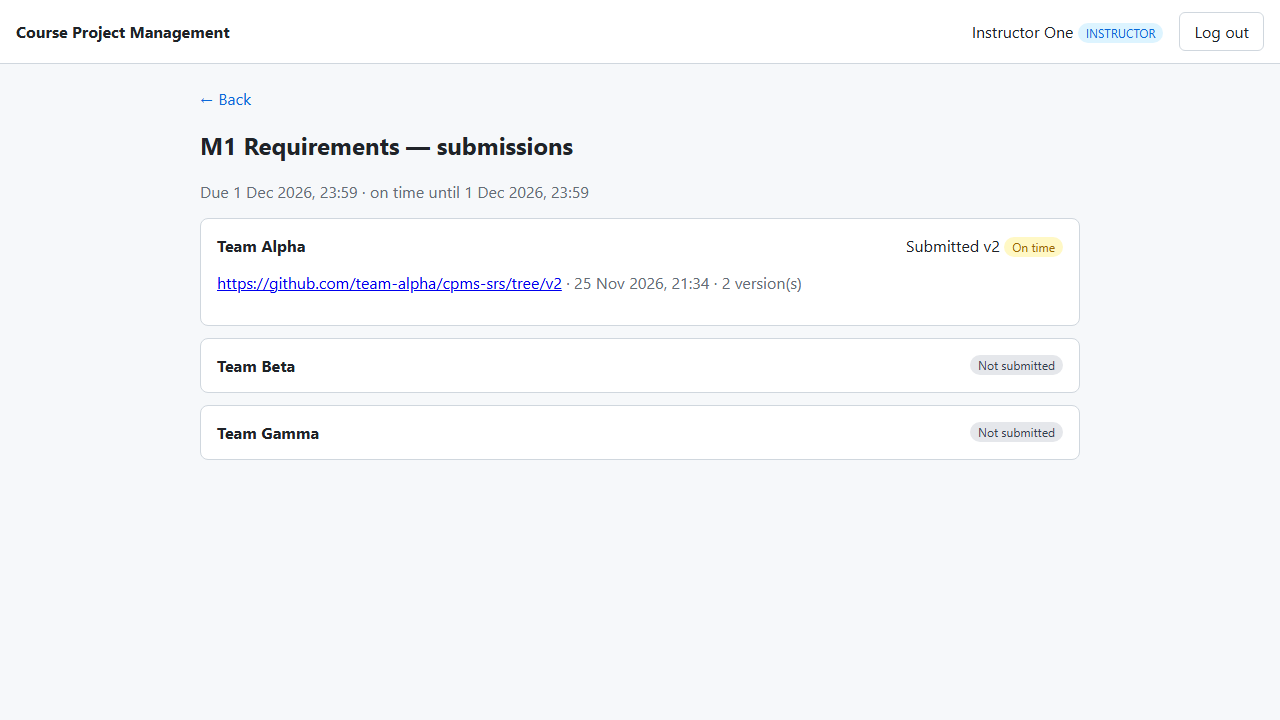 Course Project Management
Instructor One INSTRUCTOR Log out
← Back
M1 Requirements — submissions
Due 1 Dec 2026, 23:59 · on time until 1 Dec 2026, 23:59
Team Alpha Submitted v2 On time
https://github.com/team-alpha/cpms-srs/tree/v2 · 25 Nov 2026, 21:34 · 2 version(s)
Team Beta Not submitted
Team Gamma Not submitted